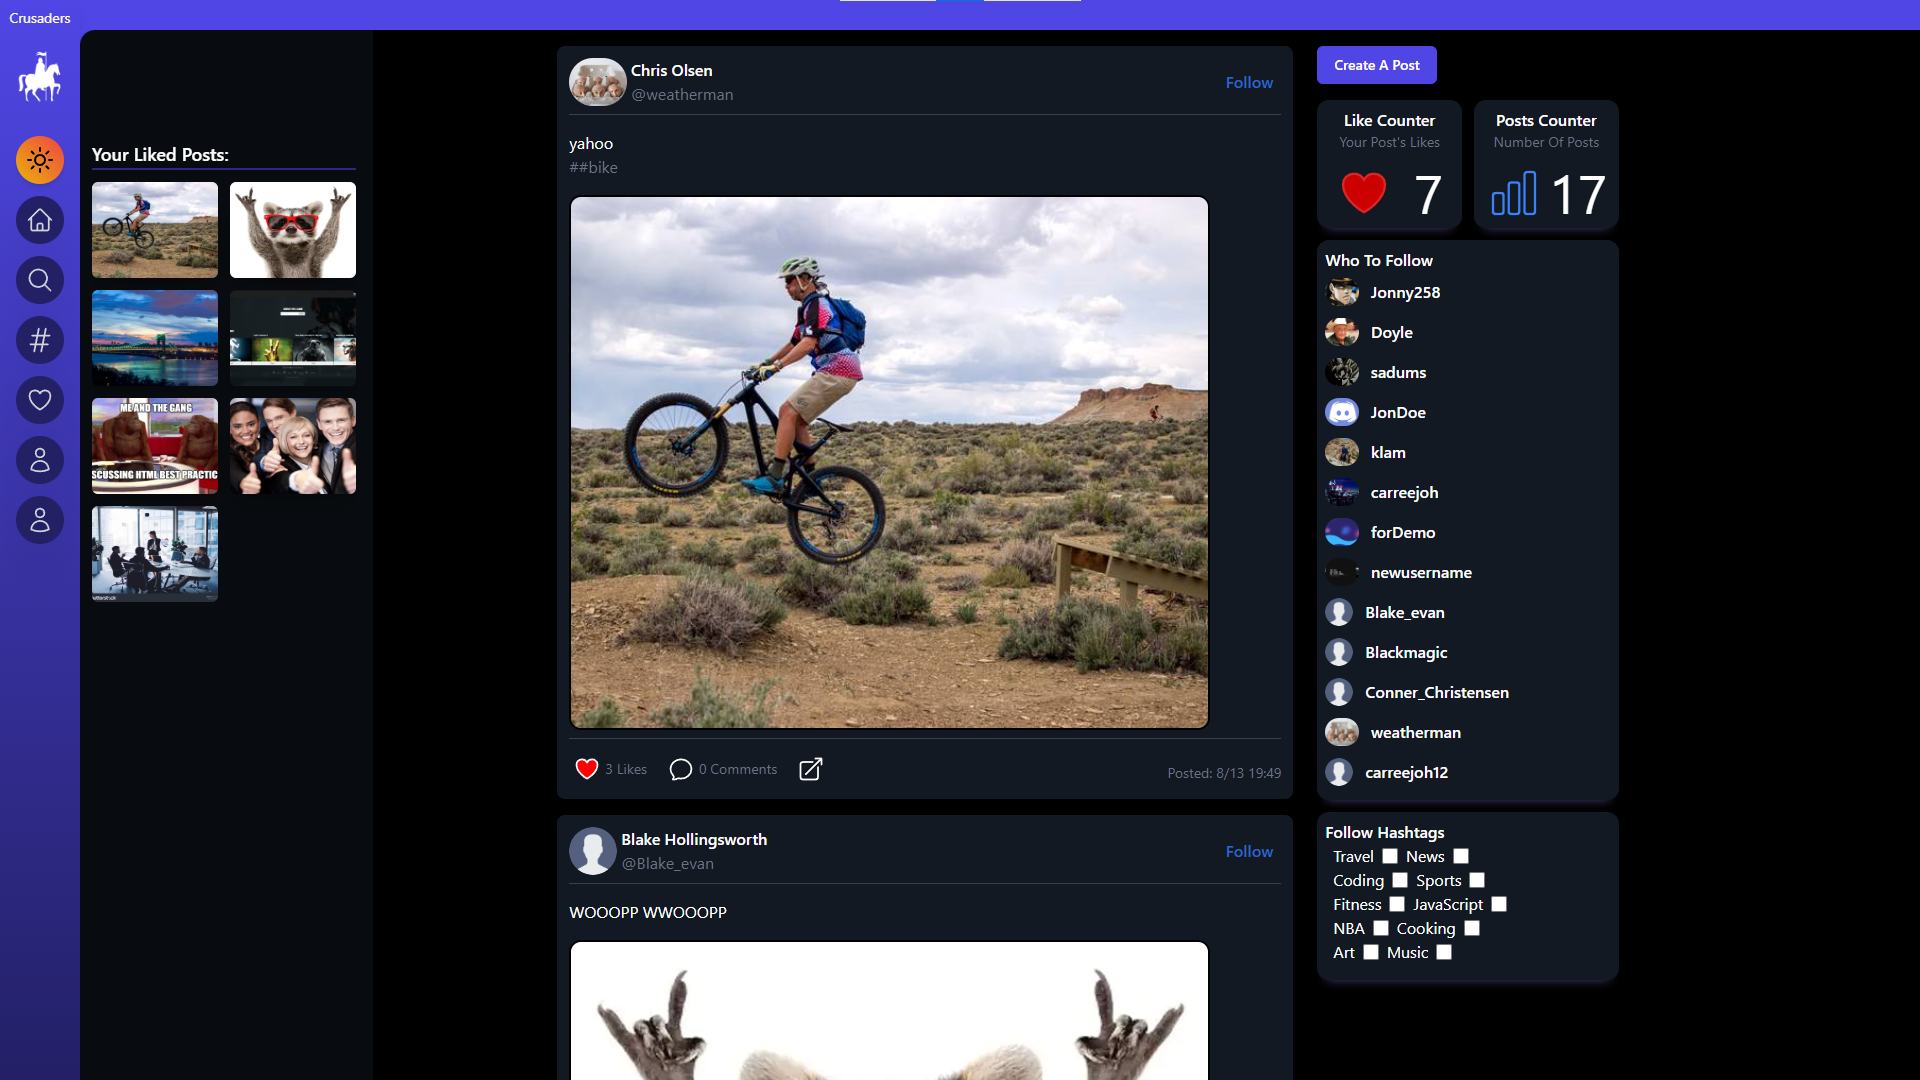 Crusaders
Your Liked Posts:
ME AND THE GANG
SCUSSING HTML BEST PRACTIC
Chris Olsen
@weatherman
Follow
yahoo
##bike
3 Likes
0 Comments
Posted: 8/13 19:49
Blake Hollingsworth
@Blake_evan
Follow
WOOOPP WWOOOPP
Create A Post
Like Counter
Your Post's Likes
7
Posts Counter
Number Of Posts
17
Who To Follow
Jonny258
Doyle
sadums
JonDoe
klam
carreejoh
forDemo
newusername
Blake_evan
Blackmagic
Conner_Christensen
weatherman
carreejoh12
Follow Hashtags
Travel News
Coding Sports
Fitness JavaScript
NBA Cooking
Art Music